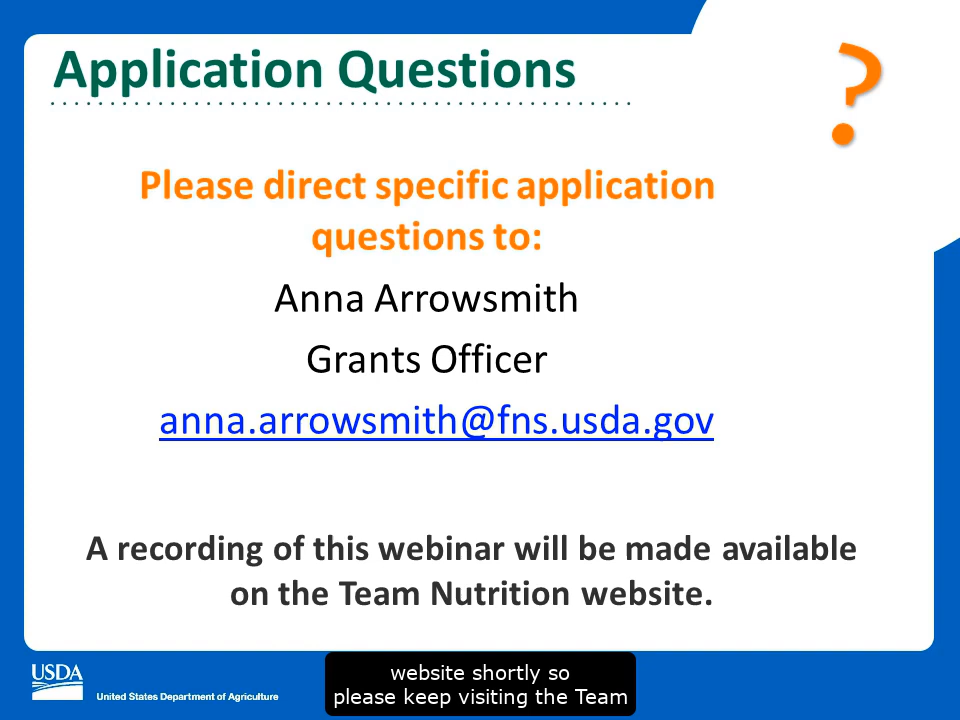 Application Questions
?
Please direct specific application
questions to:
Anna Arrowsmith
Grants Officer
anna.arrowsmith@fns.usda.gov
A recording of this webinar will be made available
on the Team Nutrition website.
USDA
United States Department of Agriculture
website shortly so
please keep visiting the Team